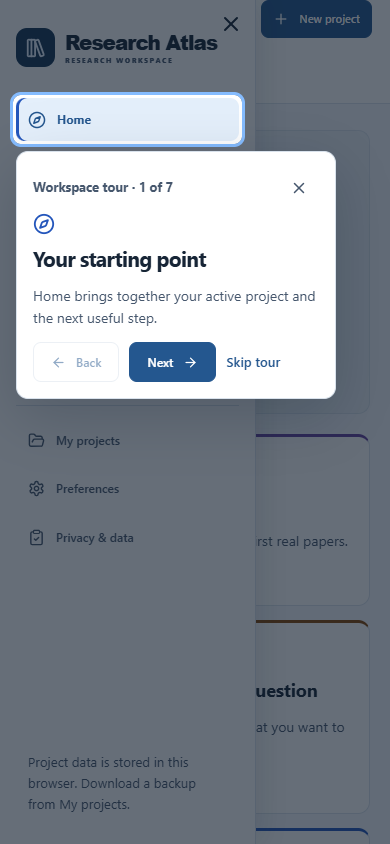 Research Atlas
RESEARCH WORKSPACE
New project
Home
Workspace tour · 1 of 7
Your starting point
Home brings together your active project and
the next useful step.
Back
Next
Skip tour
My projects
Preferences
Privacy & data
rst real papers.
uestion
at you want to
Project data is stored in this
browser. Download a backup
from My projects.